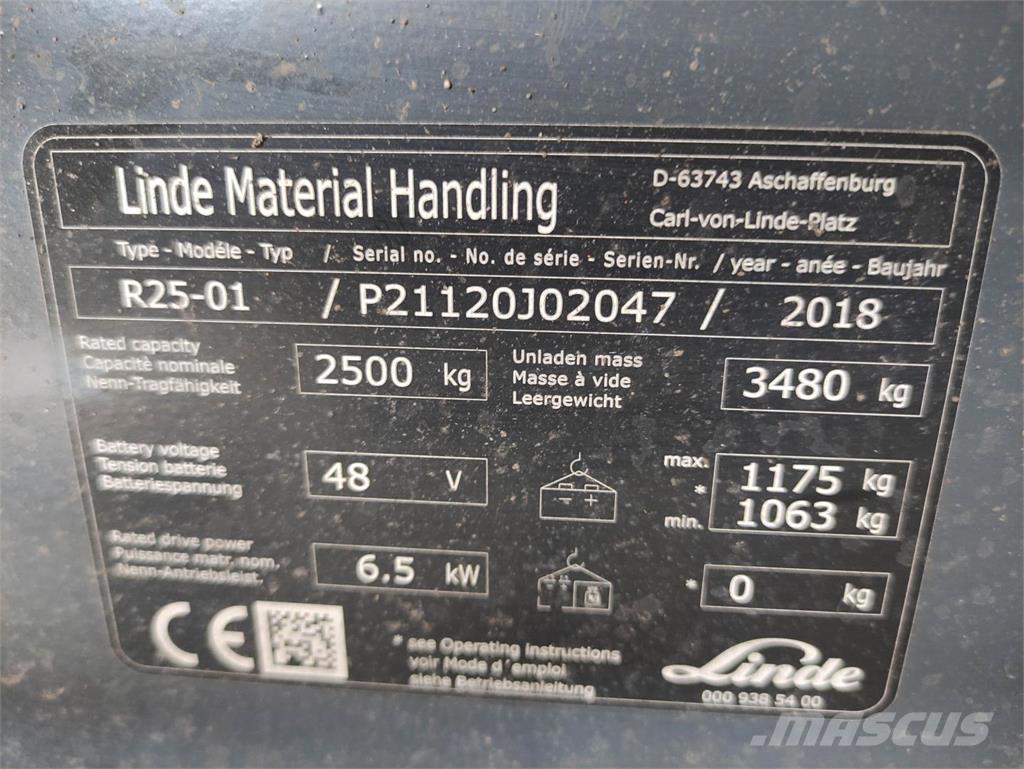 Linde Material Handling
D-63743 Aschaffenburg
Carl-von-Linde-Platz
Type - Modéle - Typ / Serial no. - No. de série - Serien-Nr. / year - anée - Baujahr
R25-01 / P21120J02047 / 2018
Rated capacity
Capacitè nominale
Nenn-Tragfähigkeit
2500 kg
Unladen mass
Masse à vide
Leergewicht
3480 kg
Battery voltage
Tension batterie
Batteriespannung
48 V
- +
max. 1175 kg
*
min. 1063 kg
Rated drive power
Puissance matr. nom.
Nenn-Antriebsleist.
6.5 kW
* 0 kg
CE
* see Operating Instructions
voir Mode d´emploi
siehe Betriebsanleitung
Linde
000 938 54 00
MASCUS